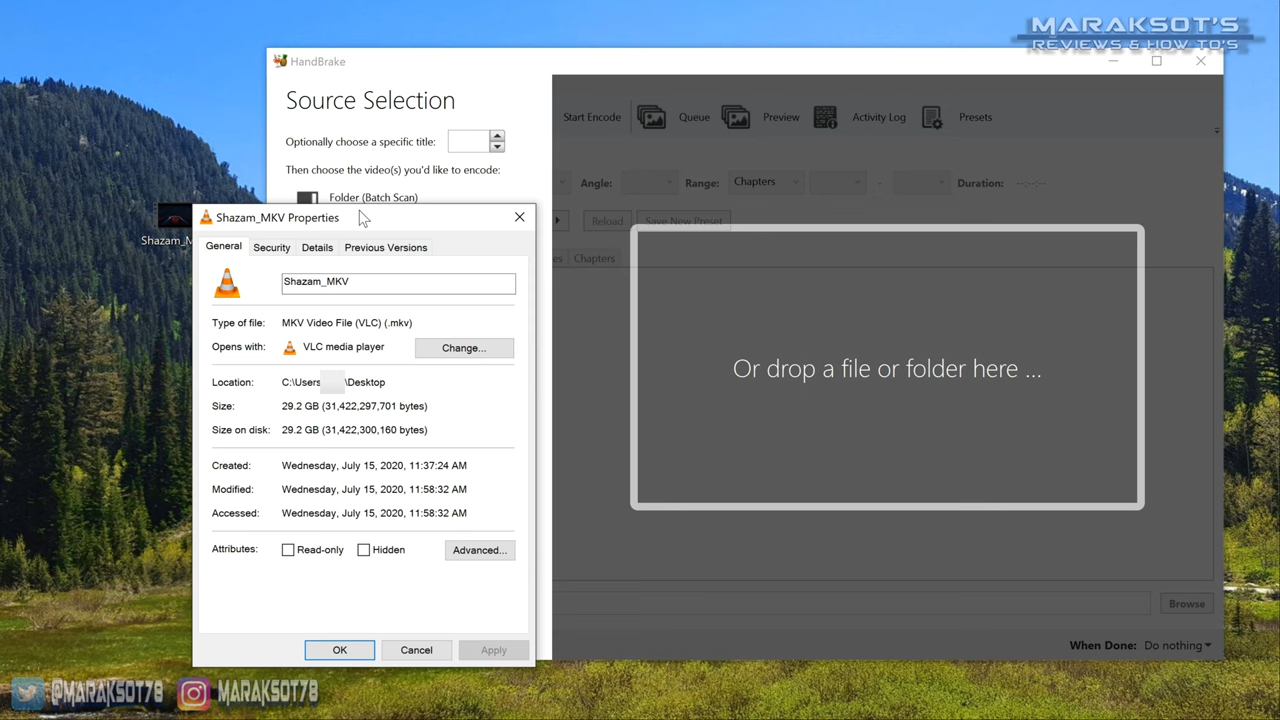 MARAKSOT'S
REVIEWS & HOW TO'S
HandBrake
Source Selection
Optionally choose a specific title:
Then choose the video(s) you'd like to encode:
Folder (Batch Scan)
Start Encode
Queue
Preview
Activity Log
Presets
Angle:
Range:
Chapters
-
Duration:
--:--:--
Reload
Save New Preset
es
Chapters
Or drop a file or folder here ...
Browse
When Done:
Do nothing
Shazam_M
Shazam_MKV Properties
General
Security
Details
Previous Versions
Shazam_MKV
Type of file:
MKV Video File (VLC) (.mkv)
Opens with:
VLC media player
Change...
Location:
C:\Users \Desktop
Size:
29.2 GB (31,422,297,701 bytes)
Size on disk:
29.2 GB (31,422,300,160 bytes)
Created:
Wednesday, July 15, 2020, 11:37:24 AM
Modified:
Wednesday, July 15, 2020, 11:58:32 AM
Accessed:
Wednesday, July 15, 2020, 11:58:32 AM
Attributes:
Read-only
Hidden
Advanced...
OK
Cancel
Apply
@MARAKSOT78
MARAKSOT78